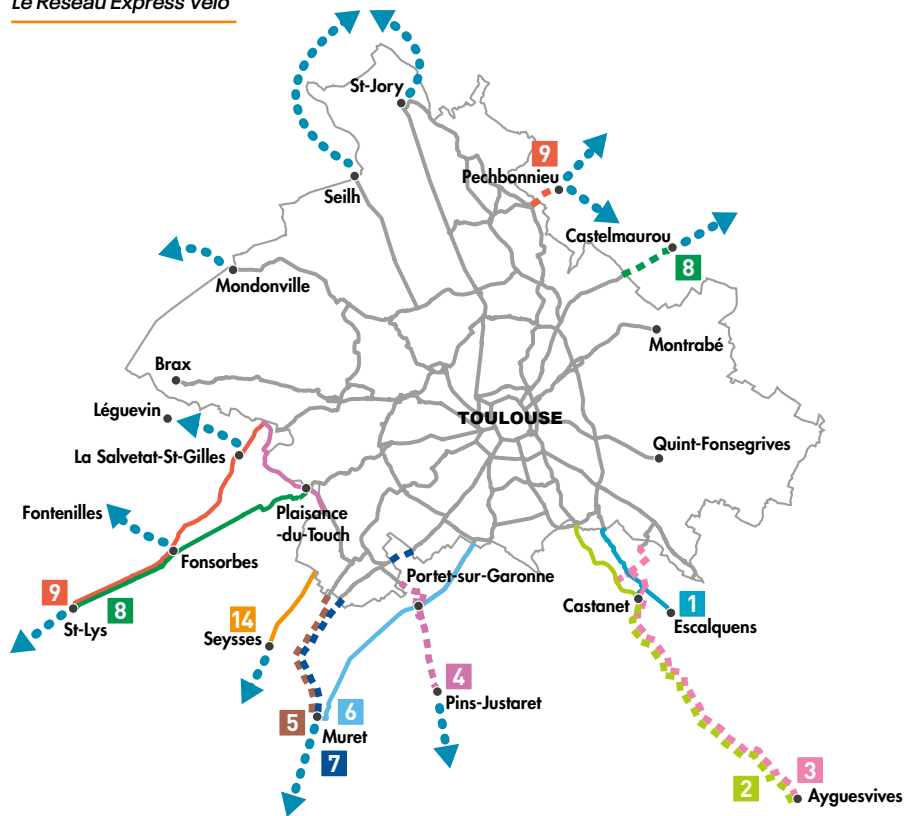 Le Réseau Express Vélo
St-Jory
9
Pechbonnieu
Seilh
Castelmaurou
8
Mondonville
Montrabé
Brax
Léguevin
TOULOUSE
Quint-Fonsegrives
La Salvetat-St-Gilles
Fontenilles
Plaisance
-du-Touch
Fonsorbes
Portet-sur-Garonne
9
8
St-Lys
14
Seysses
Castanet
1
Escalquens
4
Pins-Justaret
5
6
Muret
7
3
2
Ayguesvives